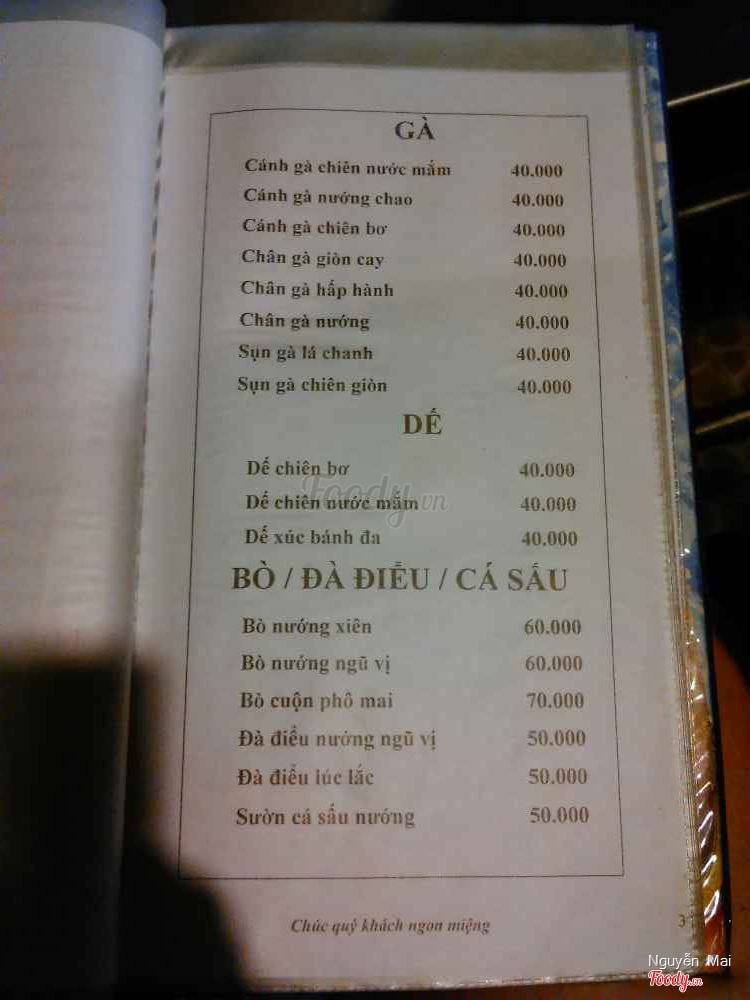 GÀ
Cánh gà chiên nước mắm 40.000
Cánh gà nướng chao 40.000
Cánh gà chiên bơ 40.000
Chân gà giòn cay 40.000
Chân gà hấp hành 40.000
Chân gà nướng 40.000
Sụn gà lá chanh 40.000
Sụn gà chiên giòn 40.000
DẾ
Dế chiên bơ 40.000
Foody.vn
Dế chiên nước mắm 40.000
Dế xúc bánh đa 40.000
BÒ / ĐÀ ĐIỂU / CÁ SẤU
Bò nướng xiên 60.000
Bò nướng ngũ vị 60.000
Bò cuộn phô mai 70.000
Đà điểu nướng ngũ vị 50.000
Đà điểu lúc lắc 50.000
Sườn cá sấu nướng 50.000
Chúc quý khách ngon miệng
3
Nguyễn Mai
Foody.vn